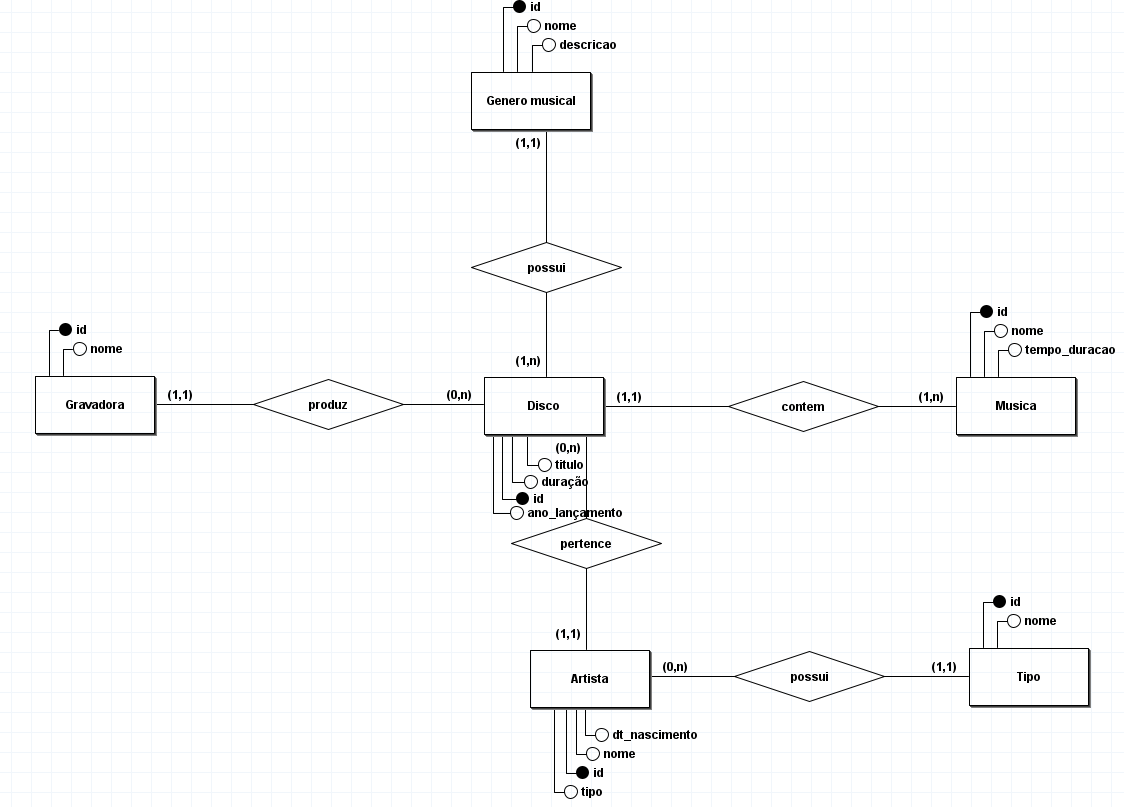 id
nome
descricao
Genero musical
(1,1)
possui
(1,n)
id
nome
Gravadora
(1,1)
produz
(0,n)
Disco
(1,1)
contem
(1,n)
id
nome
tempo_duracao
Musica
(0,n)
titulo
duração
id
ano_lançamento
pertence
(1,1)
Artista
(0,n)
possui
(1,1)
id
nome
Tipo
dt_nascimento
nome
id
tipo